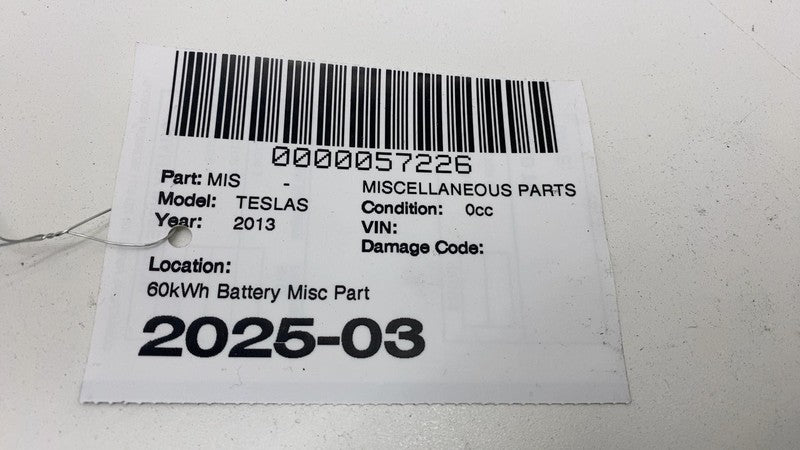 0000057226
Part: MIS - MISCELLANEOUS PARTS
Model: TESLAS Condition: 0cc
Year: 2013 VIN:
Damage Code:
Location:
60kWh Battery Misc Part
2025-03